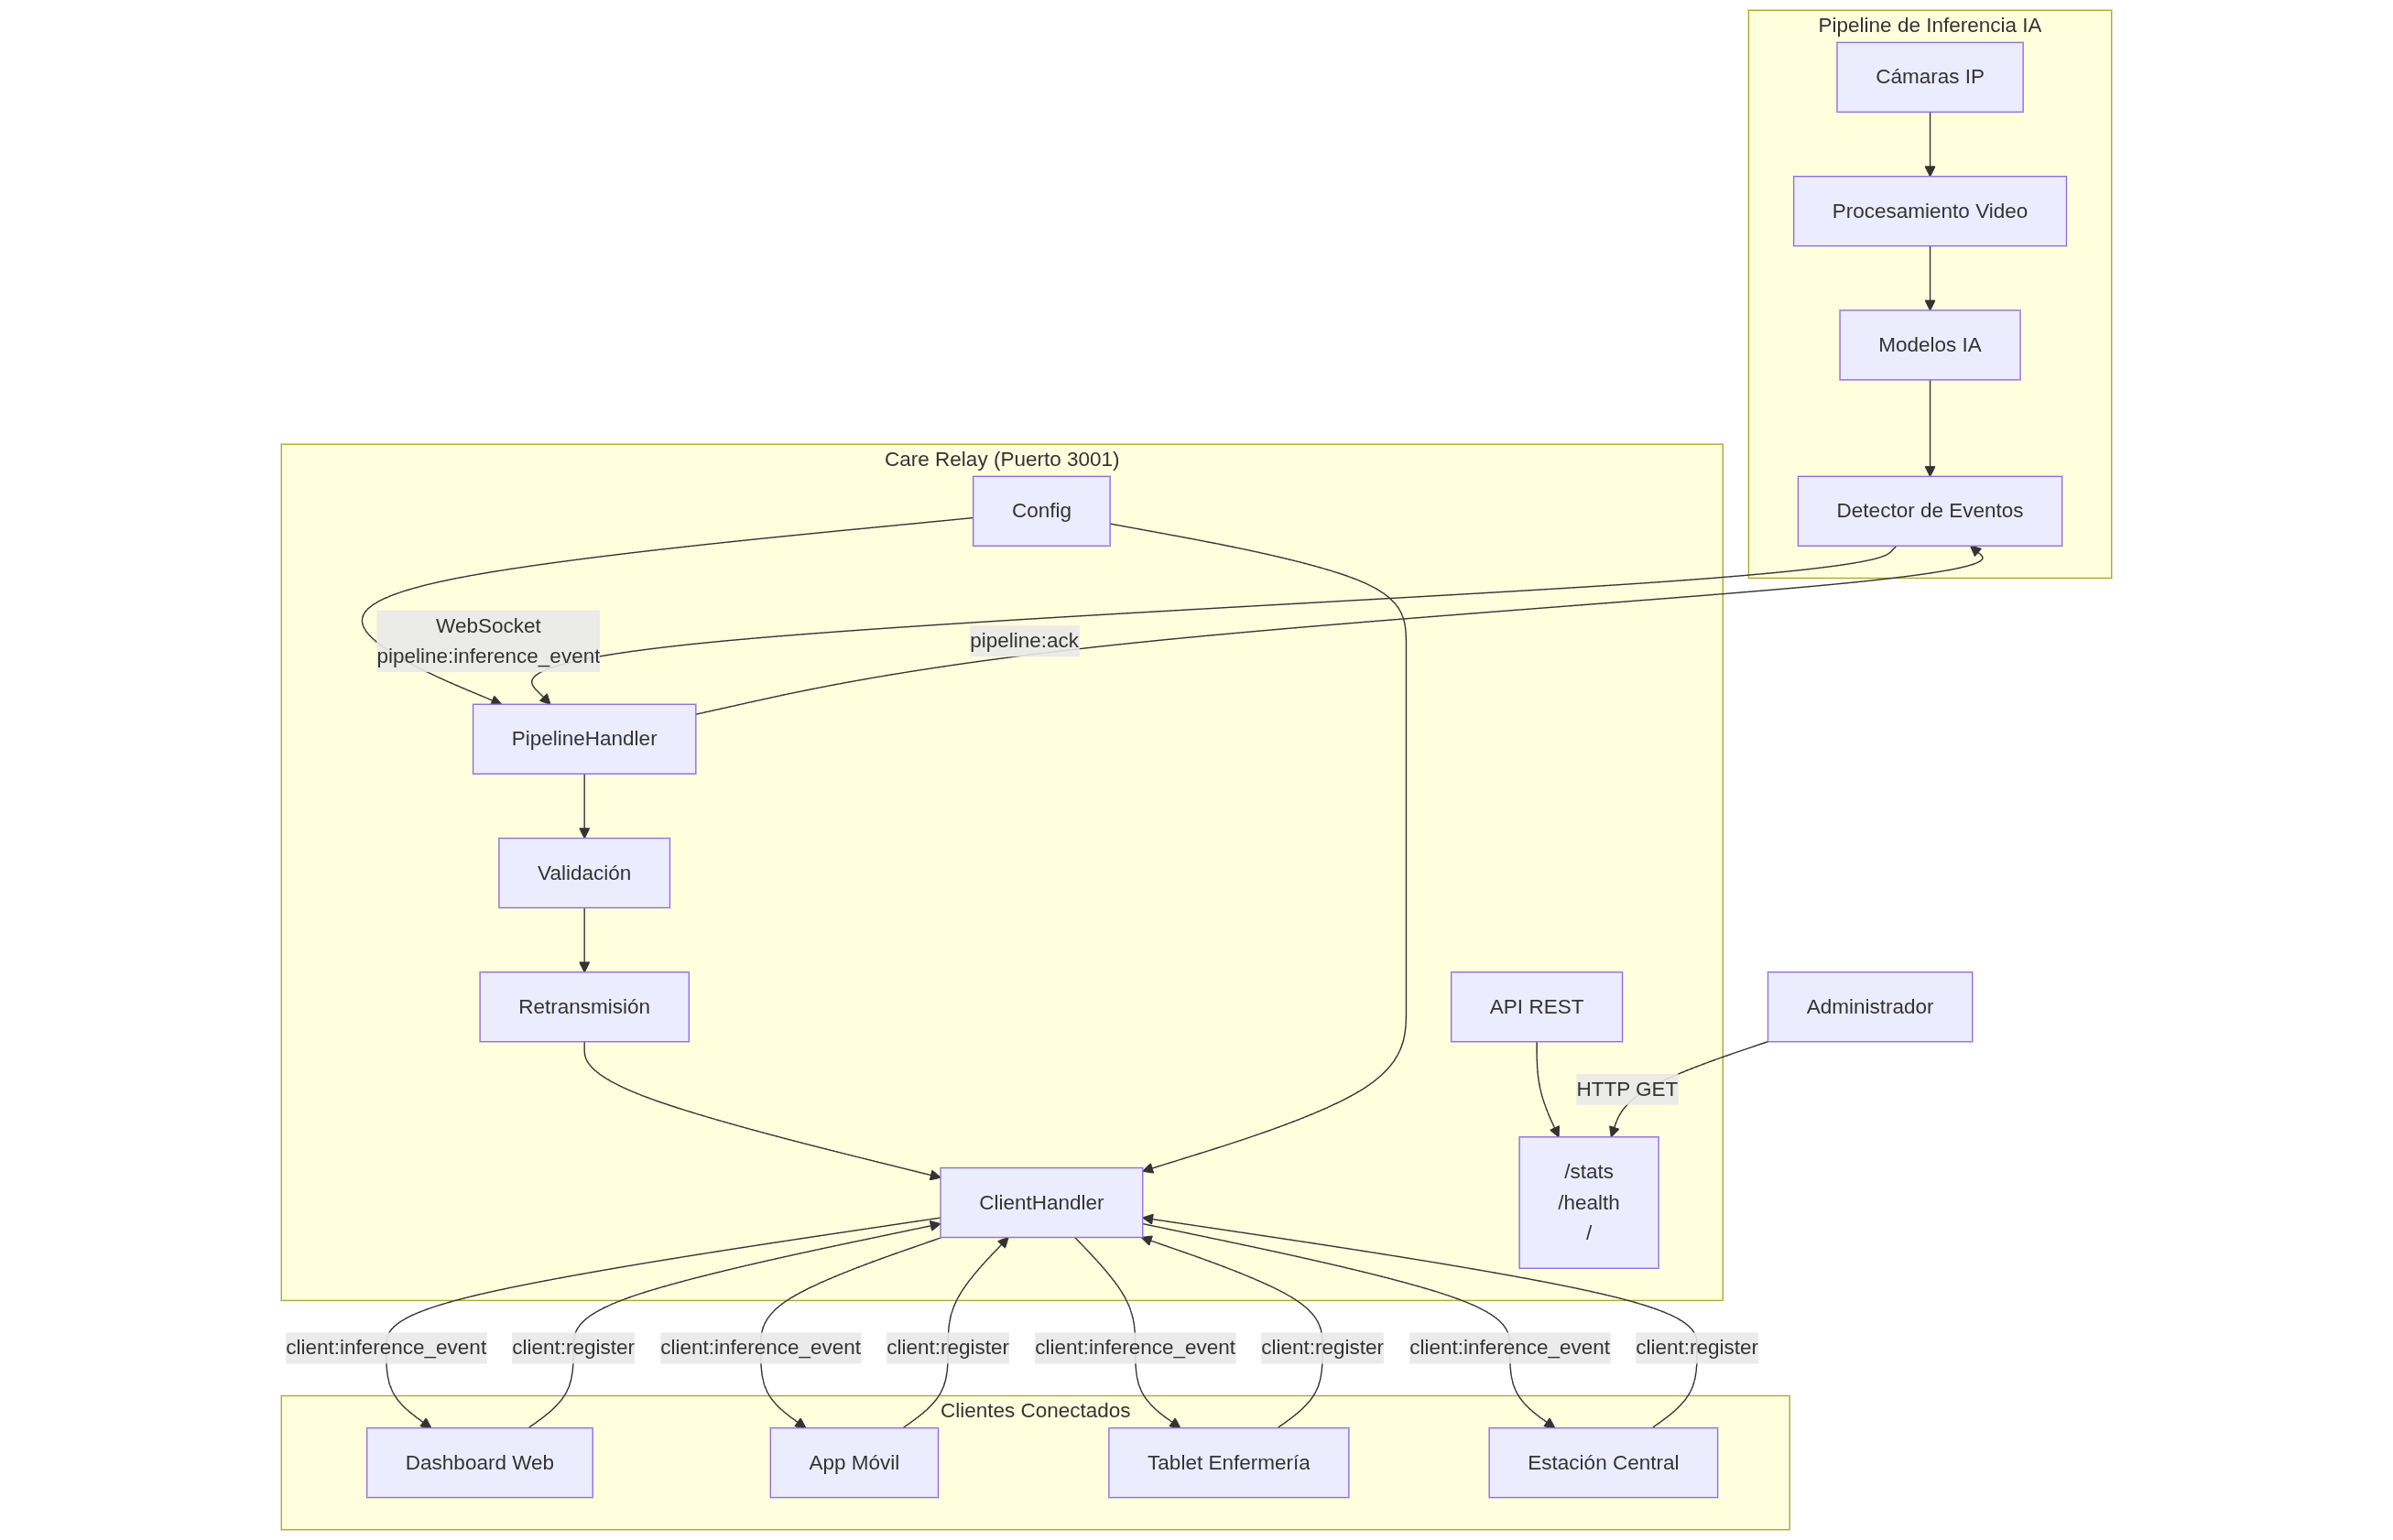 Pipeline de Inferencia IA
Cámaras IP
Procesamiento Video
Modelos IA
Detector de Eventos
Care Relay (Puerto 3001)
Config
WebSocket
pipeline:inference_event
pipeline:ack
PipelineHandler
Validación
Retransmisión
API REST
Administrador
HTTP GET
/stats
/health
/
ClientHandler
client:inference_event
client:register
client:inference_event
client:register
client:inference_event
client:register
client:inference_event
client:register
Clientes Conectados
Dashboard Web
App Móvil
Tablet Enfermería
Estación Central